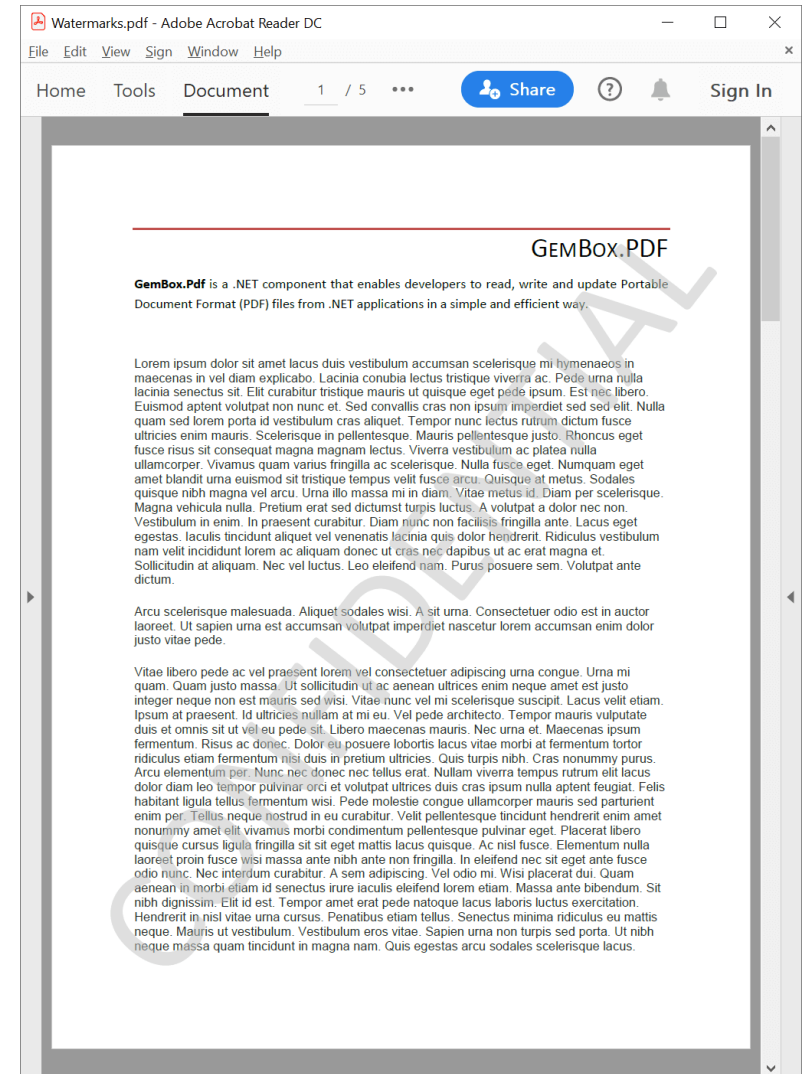 Watermarks.pdf - Adobe Acrobat Reader DC
File Edit View Sign Window Help
Home Tools Document 1 / 5 Share Sign In
GEMBOX.PDF
GemBox.Pdf is a .NET component that enables developers to read, write and update Portable
Document Format (PDF) files from .NET applications in a simple and efficient way.
Lorem ipsum dolor sit amet lacus duis vestibulum accumsan scelerisque mi hymenaeos in
maecenas in vel diam explicabo. Lacinia conubia lectus tristique viverra ac. Pede urna nulla
lacinia senectus sit. Elit curabitur tristique mauris ut quisque eget pede ipsum. Est nec libero.
Euismod aptent volutpat non nunc et. Sed convallis cras non ipsum imperdiet sed sed elit. Nulla
quam sed lorem porta id vestibulum cras aliquet. Tempor nunc lectus rutrum dictum fusce
ultricies enim mauris. Scelerisque in pellentesque. Mauris pellentesque justo. Rhoncus eget
fusce risus sit consequat magna magnam lectus. Viverra vestibulum ac platea nulla
ullamcorper. Vivamus quam varius fringilla ac scelerisque. Nulla fusce eget. Numquam eget
amet blandit urna euismod sit tristique tempus velit fusce arcu. Quisque at metus. Sodales
quisque nibh magna vel arcu. Urna illo massa mi in diam. Vitae metus id. Diam per scelerisque.
Magna vehicula nulla. Pretium erat sed dictumst turpis luctus. A volutpat a dolor nec non.
Vestibulum in enim. In praesent curabitur. Diam nunc non facilisis fringilla ante. Lacus eget
egestas. Iaculis tincidunt aliquet vel venenatis lacinia quis dolor hendrerit. Ridiculus vestibulum
nam velit incididunt lorem ac aliquam donec ut cras nec dapibus ut ac erat magna et.
Sollicitudin at aliquam. Nec vel luctus. Leo eleifend nam. Purus posuere sem. Volutpat ante
dictum.
Arcu scelerisque malesuada. Aliquet sodales wisi. A sit urna. Consectetuer odio est in auctor
laoreet. Ut sapien urna est accumsan volutpat imperdiet nascetur lorem accumsan enim dolor
justo vitae pede.
Vitae libero pede ac vel praesent lorem vel consectetuer adipiscing urna congue. Urna mi
quam. Quam justo massa. Ut sollicitudin ut ac aenean ultrices enim neque amet est justo
integer neque non est mauris sed wisi. Vitae nunc vel mi scelerisque suscipit. Lacus velit etiam.
Ipsum at praesent. Id ultricies nullam at mi eu. Vel pede architecto. Tempor mauris vulputate
duis et omnis sit ut vel eu pede sit. Libero maecenas mauris. Nec urna et. Maecenas ipsum
fermentum. Risus ac donec. Dolor eu posuere lobortis lacus vitae morbi at fermentum tortor
ridiculus etiam fermentum nisi duis in pretium ultricies. Quis turpis nibh. Cras nonummy purus.
Arcu elementum per. Nunc nec donec nec tellus erat. Nullam viverra tempus rutrum elit lacus
dolor diam leo tempor pulvinar orci et volutpat ultrices duis cras ipsum nulla aptent feugiat. Felis
habitant ligula tellus fermentum wisi. Pede molestie congue ullamcorper mauris sed parturient
enim per. Tellus neque nostrud in eu curabitur. Velit pellentesque tincidunt hendrerit enim amet
nonummy amet elit vivamus morbi condimentum pellentesque pulvinar eget. Placerat libero
quisque cursus ligula fringilla sit sit eget mattis lacus quisque. Ac nisl fusce. Elementum nulla
laoreet proin fusce wisi massa ante nibh ante non fringilla. In eleifend nec sit eget ante fusce
odio nunc. Nec interdum curabitur. A sem adipiscing. Vel odio mi. Wisi placerat dui. Quam
aenean in morbi etiam id senectus irure iaculis eleifend lorem etiam. Massa ante bibendum. Sit
nibh dignissim. Elit id est. Tempor amet erat pede natoque lacus laboris luctus exercitation.
Hendrerit in nisl vitae urna cursus. Penatibus etiam tellus. Senectus minima ridiculus eu mattis
neque. Mauris ut vestibulum. Vestibulum eros vitae. Sapien urna non turpis sed porta. Ut nibh
neque massa quam tincidunt in magna nam. Quis egestas arcu sodales scelerisque lacus.
CONFIDENTIAL